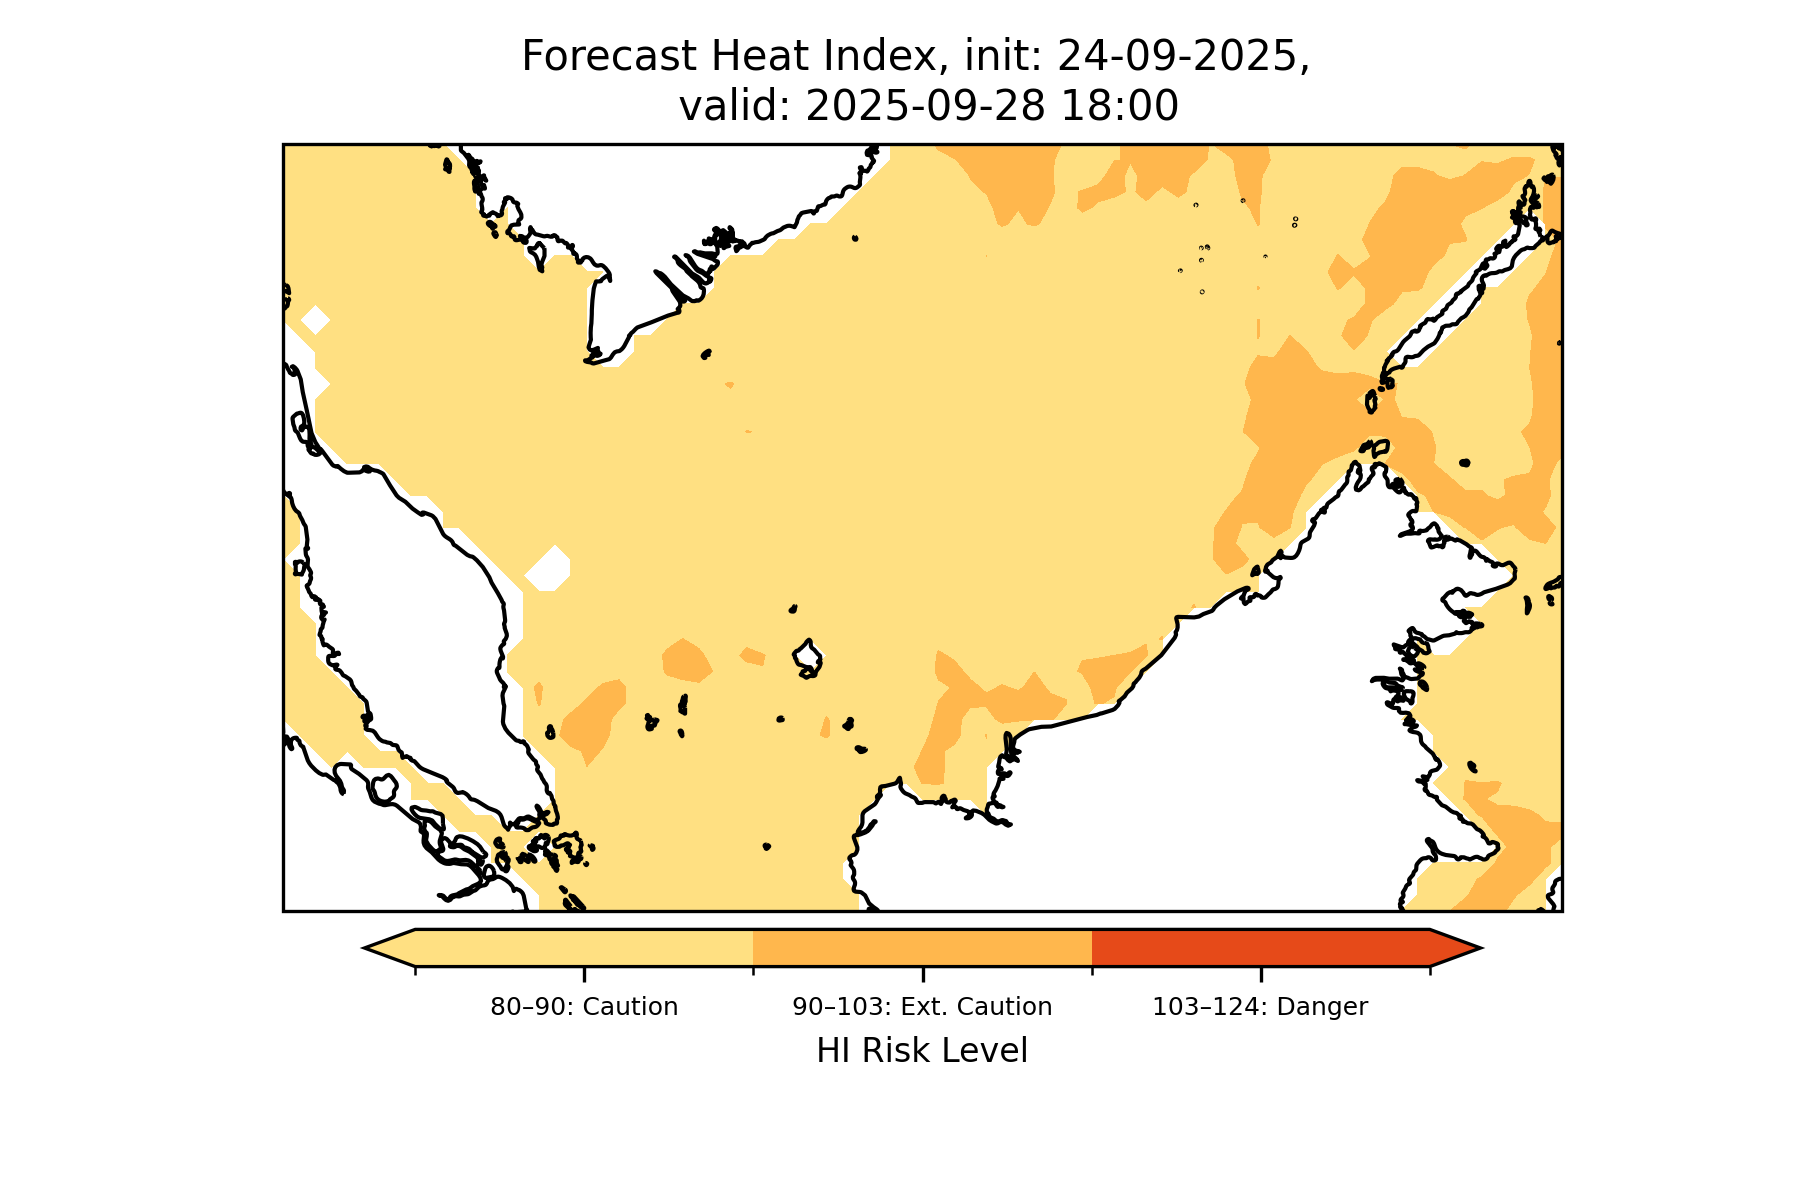 Forecast Heat Index, init: 24-09-2025,
valid: 2025-09-28 18:00
80–90: Caution
90–103: Ext. Caution
103–124: Danger
HI Risk Level